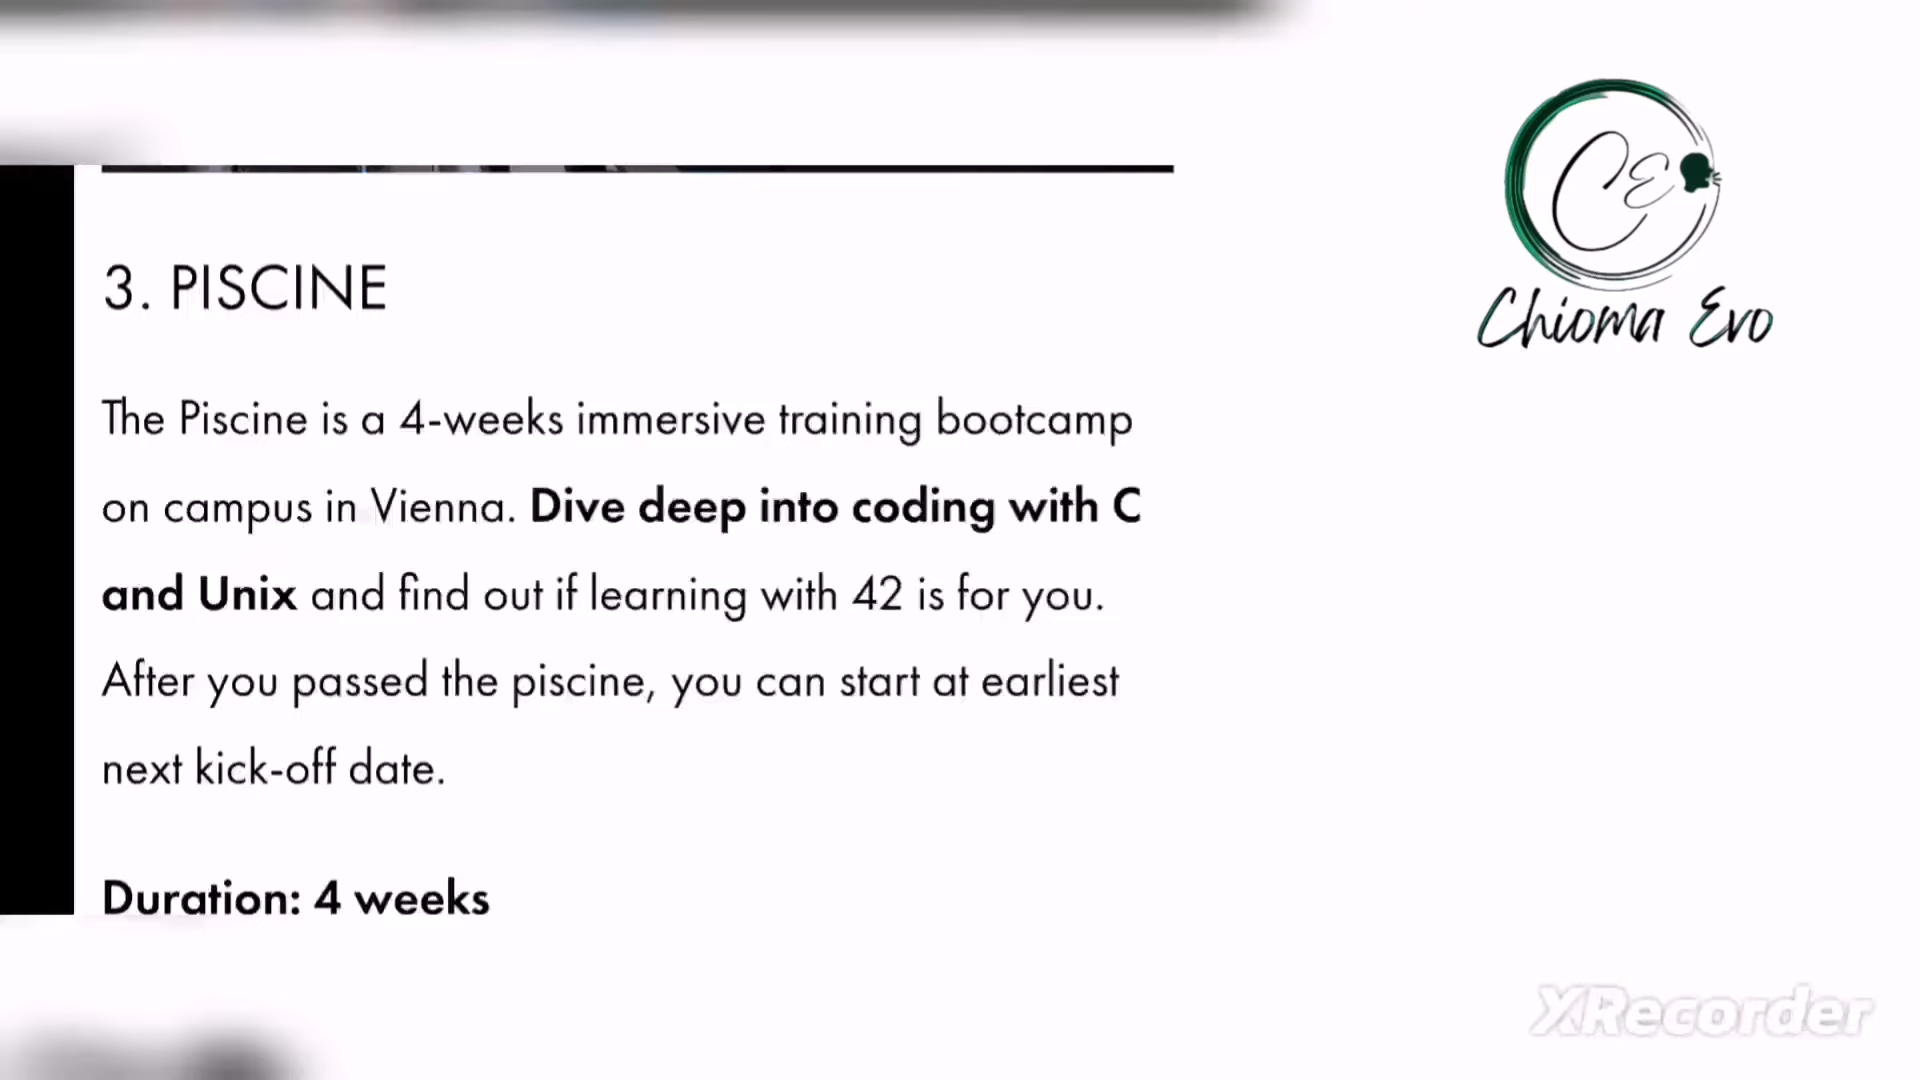 3. PISCINE
The Piscine is a 4-weeks immersive training bootcamp
on campus in Vienna. Dive deep into coding with C
and Unix and find out if learning with 42 is for you.
After you passed the piscine, you can start at earliest
next kick-off date.
Duration: 4 weeks
CE
Chioma Evo
XRecorder